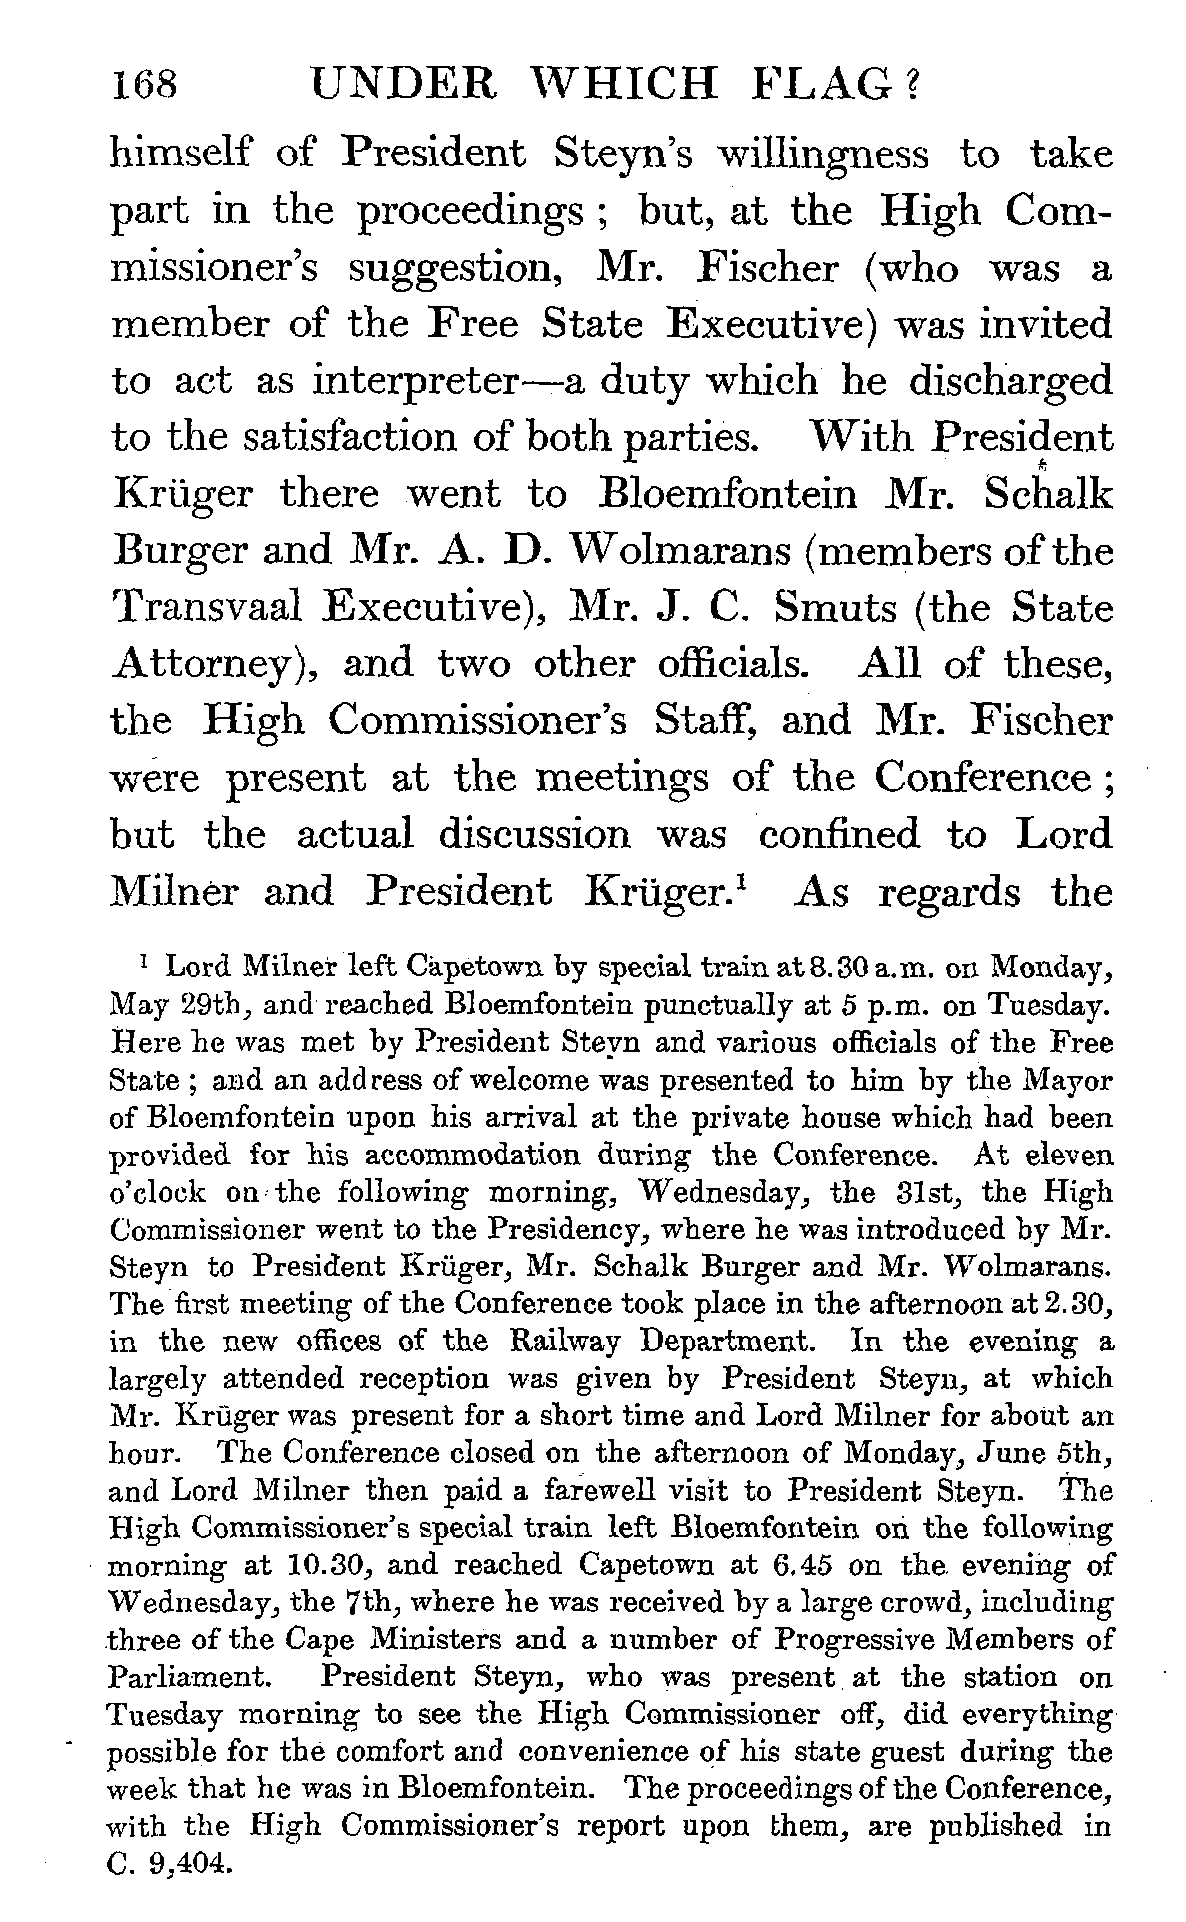 168 UNDER WHICH FLAG ?
himself of President Steyn's willingness to take
part in the proceedings ; but, at the High Com-
missioner's suggestion, Mr. Fischer (who was a
member of the Free State Executive) was invited
to act as interpreter—a duty which he discharged
to the satisfaction of both parties. With President
Krüger there went to Bloemfontein Mr. Schalk
Burger and Mr. A. D. Wolmarans (members of the
Transvaal Executive), Mr. J. C. Smuts (the State
Attorney), and two other officials. All of these,
the High Commissioner's Staff, and Mr. Fischer
were present at the meetings of the Conference ;
but the actual discussion was confined to Lord
Milner and President Krüger.¹ As regards the
¹ Lord Milner left Capetown by special train at 8.30 a.m. on Monday,
May 29th, and reached Bloemfontein punctually at 5 p.m. on Tuesday.
Here he was met by President Steyn and various officials of the Free
State ; and an address of welcome was presented to him by the Mayor
of Bloemfontein upon his arrival at the private house which had been
provided for his accommodation during the Conference. At eleven
o'clock on the following morning, Wednesday, the 31st, the High
Commissioner went to the Presidency, where he was introduced by Mr.
Steyn to President Krüger, Mr. Schalk Burger and Mr. Wolmarans.
The first meeting of the Conference took place in the afternoon at 2.30,
in the new offices of the Railway Department. In the evening a
largely attended reception was given by President Steyn, at which
Mr. Krüger was present for a short time and Lord Milner for about an
hour. The Conference closed on the afternoon of Monday, June 5th,
and Lord Milner then paid a farewell visit to President Steyn. The
High Commissioner's special train left Bloemfontein on the following
morning at 10.30, and reached Capetown at 6.45 on the evening of
Wednesday, the 7th, where he was received by a large crowd, including
three of the Cape Ministers and a number of Progressive Members of
Parliament. President Steyn, who was present at the station on
Tuesday morning to see the High Commissioner off, did everything
possible for the comfort and convenience of his state guest during the
week that he was in Bloemfontein. The proceedings of the Conference,
with the High Commissioner's report upon them, are published in
C. 9,404.